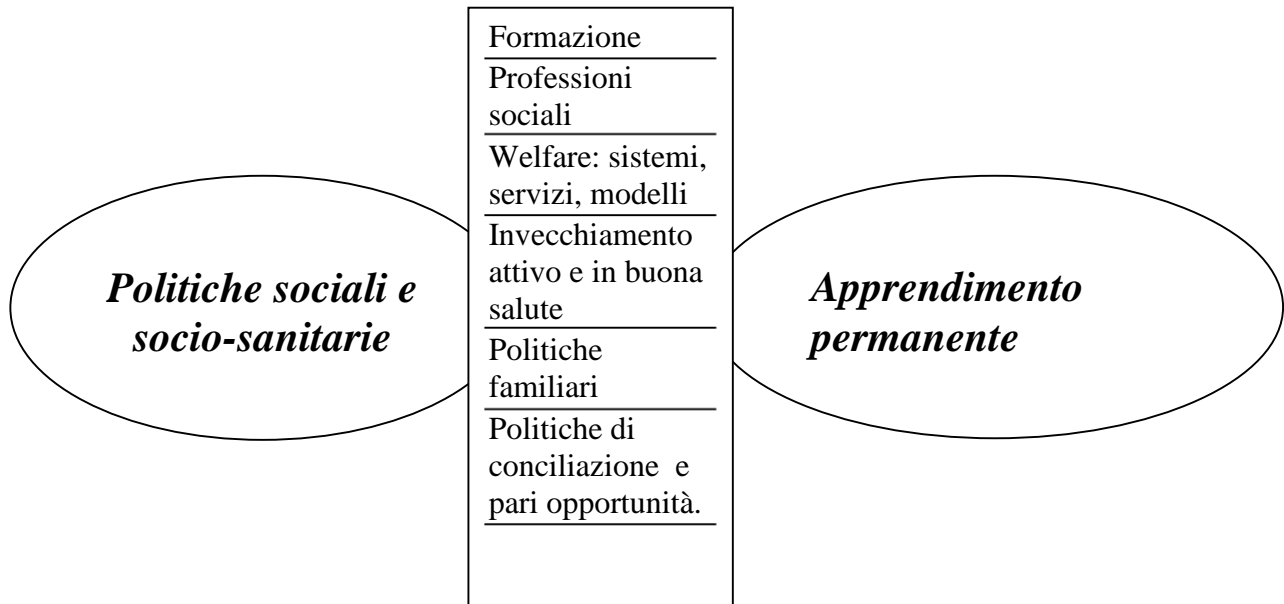 Politiche sociali e
socio-sanitarie
Formazione
Professioni
sociali
Welfare: sistemi,
servizi, modelli
Invecchiamento
attivo e in buona
salute
Politiche
familiari
Politiche di
conciliazione e
pari opportunità.
Apprendimento
permanente